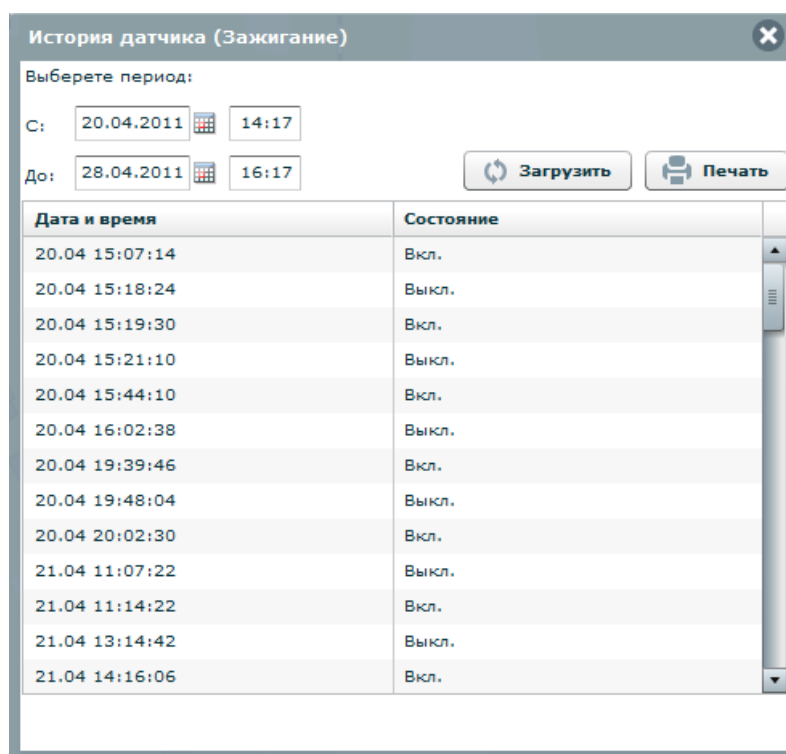 История датчика (Зажигание)
Выберете период:
С: 20.04.2011 14:17
До: 28.04.2011 16:17 Загрузить Печать
Дата и время Состояние
20.04 15:07:14 Вкл.
20.04 15:18:24 Выкл.
20.04 15:19:30 Вкл.
20.04 15:21:10 Выкл.
20.04 15:44:10 Вкл.
20.04 16:02:38 Выкл.
20.04 19:39:46 Вкл.
20.04 19:48:04 Выкл.
20.04 20:02:30 Вкл.
21.04 11:07:22 Выкл.
21.04 11:14:22 Вкл.
21.04 13:14:42 Выкл.
21.04 14:16:06 Вкл.